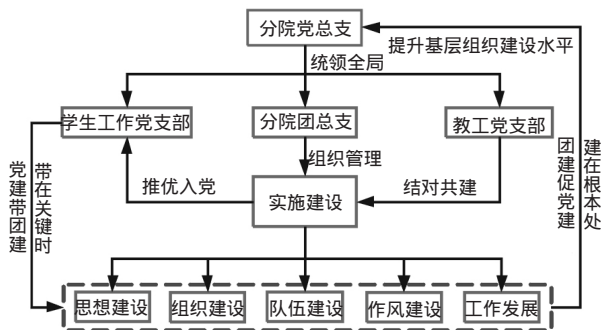 分院党总支
提升基层组织建设水平
统领全局
学生工作党支部
分院团总支
教工党支部
组织管理
推优入党
实施建设
结对共建
党建带团建
带在关键时
团建促党建
建在根本处
思想建设
组织建设
队伍建设
作风建设
工作发展